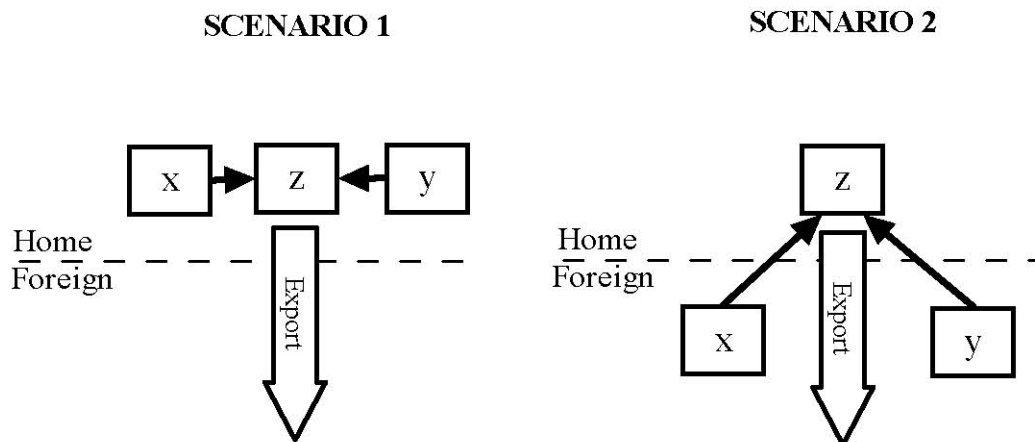 SCENARIO 1
x
z
y
Home
Foreign
Export
SCENARIO 2
z
Home
Foreign
x
Export
y